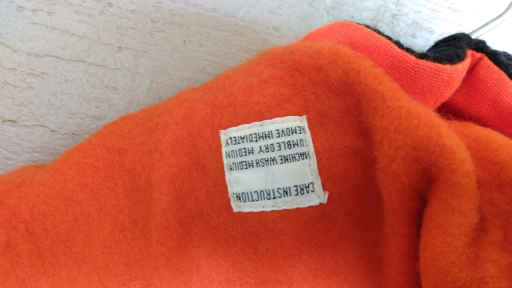 CARE INSTRUCTION
MACHINE WASH MEDIUM
TUMBLE DRY MEDIUM
REMOVE IMMEDIATELY